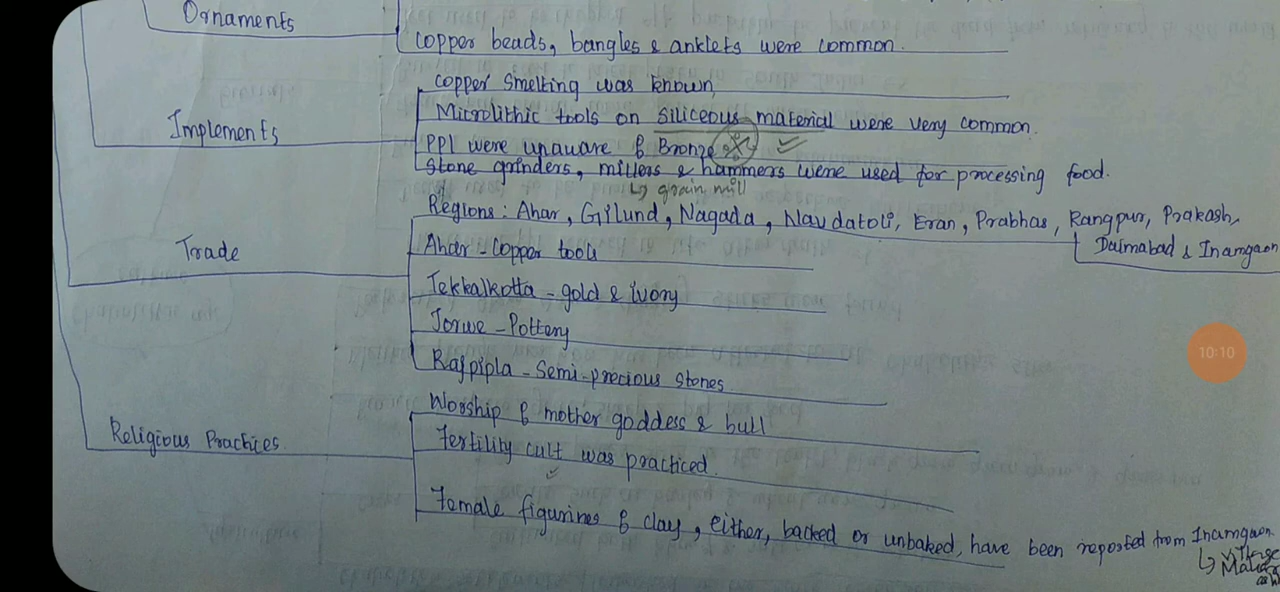 Ornaments
Copper beads, bangles & anklets were common.
Copper smelting was known,
Microlithic tools on siliceous material were very common.
Implements
PPl were unaware of Bronze
Stone grinders, millers & hammers were used for processing food.
↳ grain mill
Regions: Ahar, Gilund, Nagada, Navdatoli, Eran, Prabhas, Rangpur, Prakash,
Daimabad & Inamgaon
Trade
Ahar - Copper tools
Tekkalkotta - gold & ivory
Jorwe - Pottery
10:10
Rajpipla - Semi-precious stones
Worship of mother goddess & bull
Religious Practices
Fertility cult was practiced.
Female figurines of clay, either, backed or unbaked, have been reported from Inamgaon
↳ village